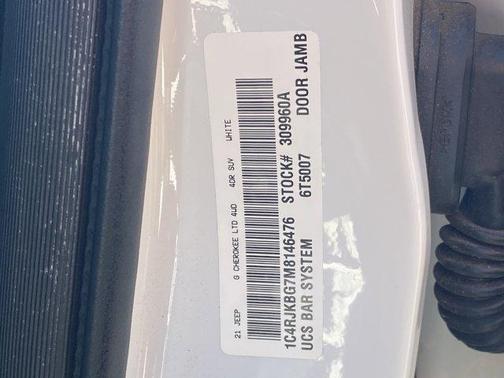 21 JEEP G CHEROKEE LTD 4WD 4DR SUV WHITE
1C4RJKBG7M8146476 STOCK# 309960A
UCS BAR SYSTEM 6T5007 DOOR JAMB